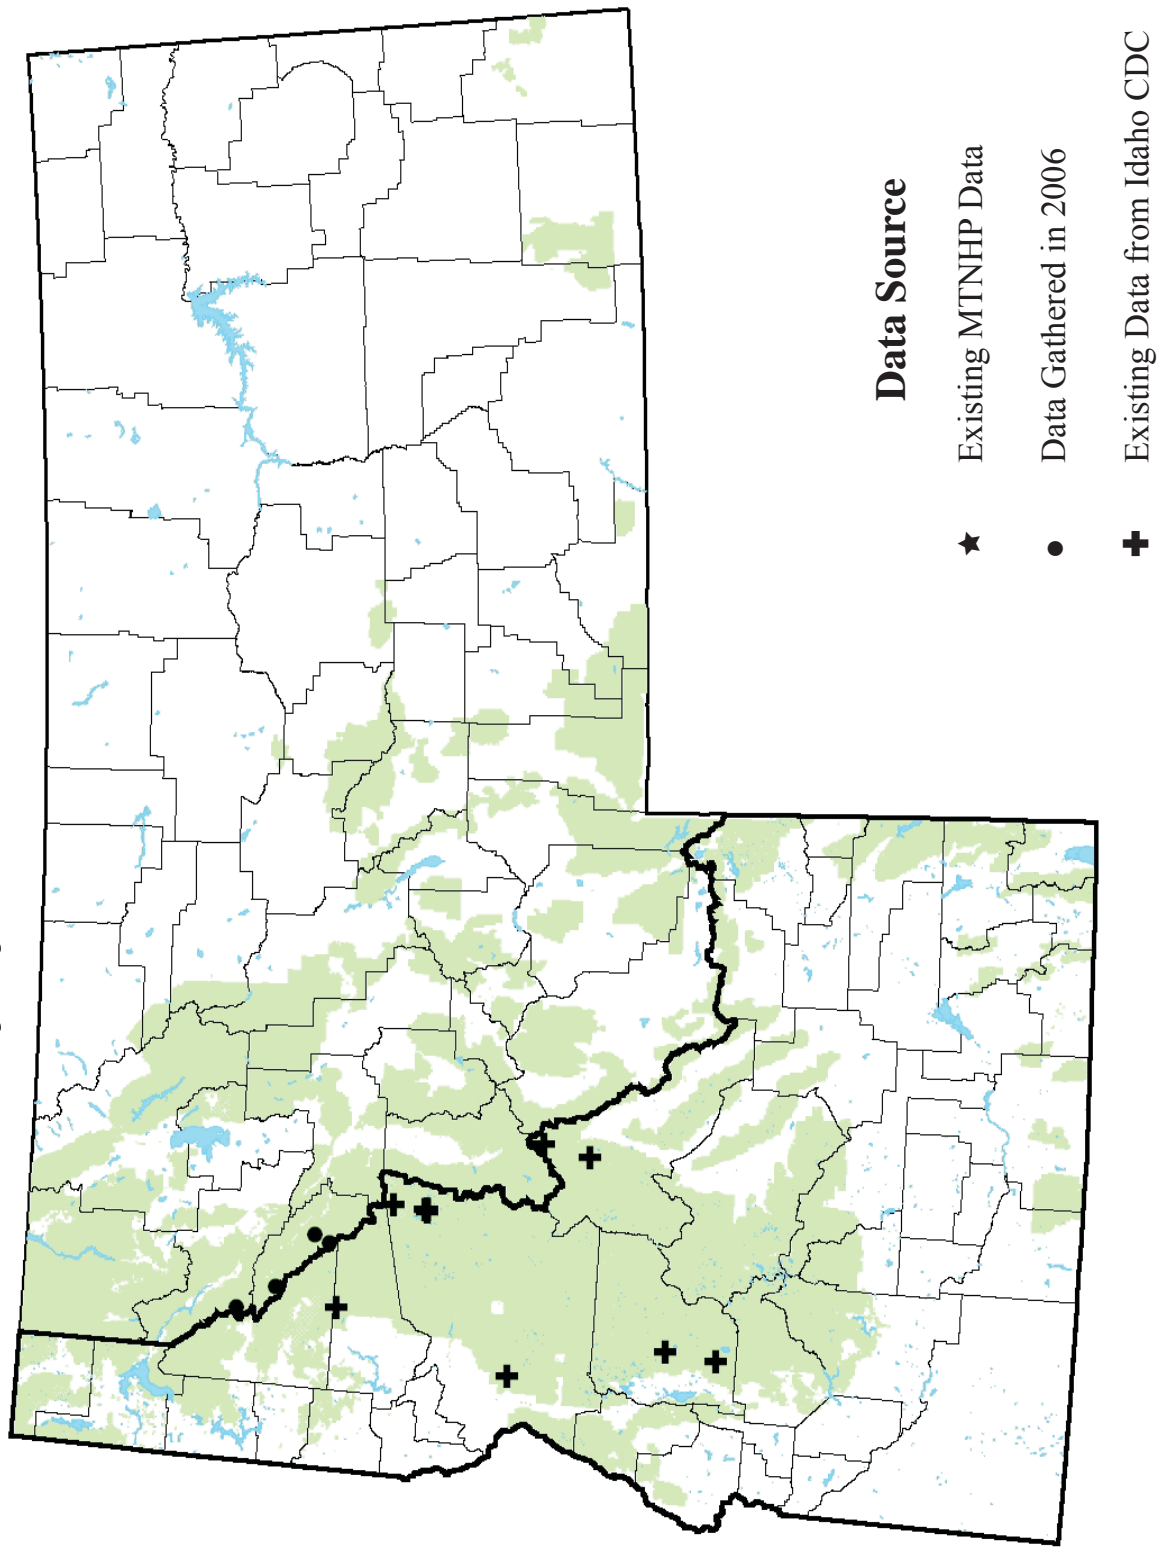 Data Source
Existing MTNHP Data
Data Gathered in 2006
Existing Data from Idaho CDC